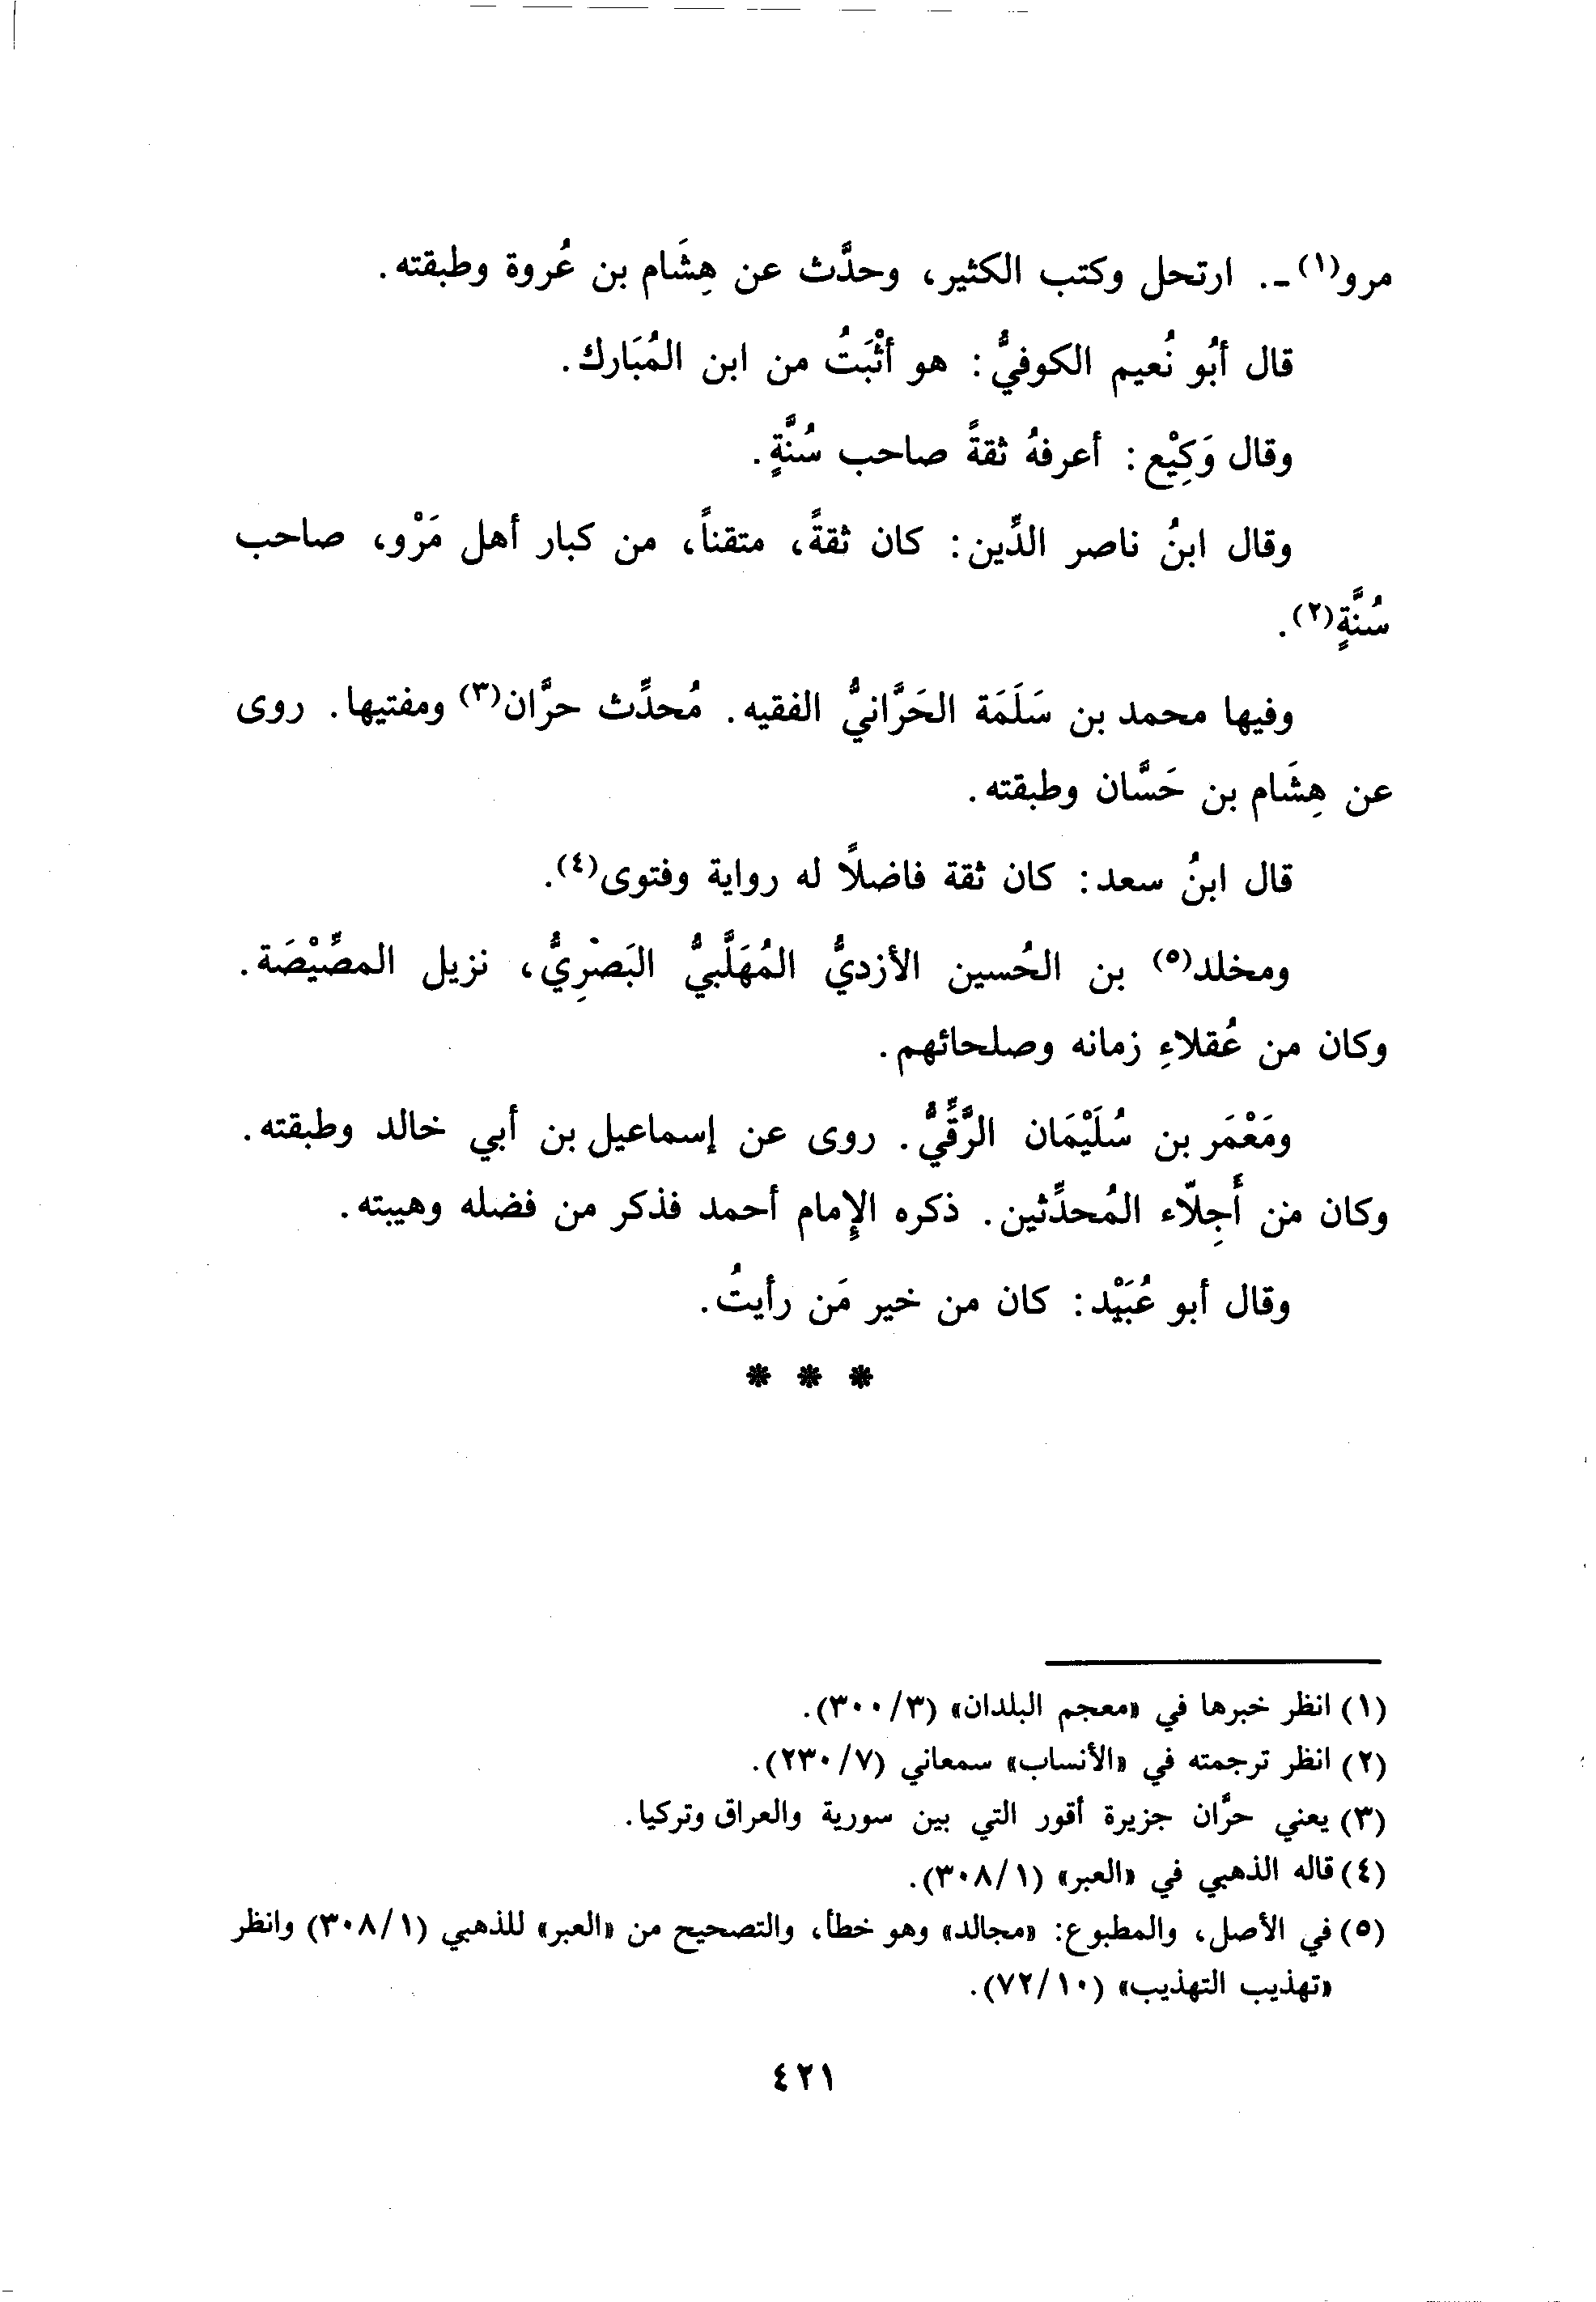 مرو(١) ـ. ارتحل وكتب الكثير، وحدَّث عن هِشَام بن عُروة وطبقته.
قال أبُو نُعيم الكوفيُّ: هو أثْبَتُ من ابن المُبَارك.
وقال وَكِيْع: أعرفهُ ثقةً صاحب سُنَّةٍ.
وقال ابنُ ناصر الدِّين: كان ثقةً، متقناً، من كبار أهل مَرْو، صاحب
سُنَّةٍ(٢).
وفيها محمد بن سَلَمَة الحَرَّانيُّ الفقيه. مُحدِّث حرَّان(٣) ومفتيها. روى
عن هِشَام بن حَسَّان وطبقته.
قال ابنُ سعد: كان ثقة فاضلاً له رواية وفتوى(٤).
ومخلد(٥) بن الحُسين الأزديُّ المُهَلَّبيُّ البَصْرِيُّ، نزيل المصِّيْصَة.
وكان من عُقلاءِ زمانه وصلحائهم.
ومَعْمَر بن سُلَيْمَان الرَّقِّيُّ. روى عن إسماعيل بن أبي خالد وطبقته.
وكان من أَجِلّاء المُحدِّثين. ذكره الإِمام أحمد فذكر من فضله وهيبته.
وقال أبو عُبَيْد: كان من خير مَن رأيتُ.
* * *
(١) انظر خبرها في «معجم البلدان» (٣/٣٠٠).
(٢) انظر ترجمته في «الأنساب» سمعاني (٧/٢٣٠).
(٣) يعني حرَّان جزيرة أقور التي بين سورية والعراق وتركيا.
(٤) قاله الذهبي في «العبر» (١/٣٠٨).
(٥) في الأصل، والمطبوع: «مجالد» وهو خطأ، والتصحيح من «العبر» للذهبي (١/٣٠٨) وانظر
«تهذيب التهذيب» (١٠/٧٢).
٤٢١